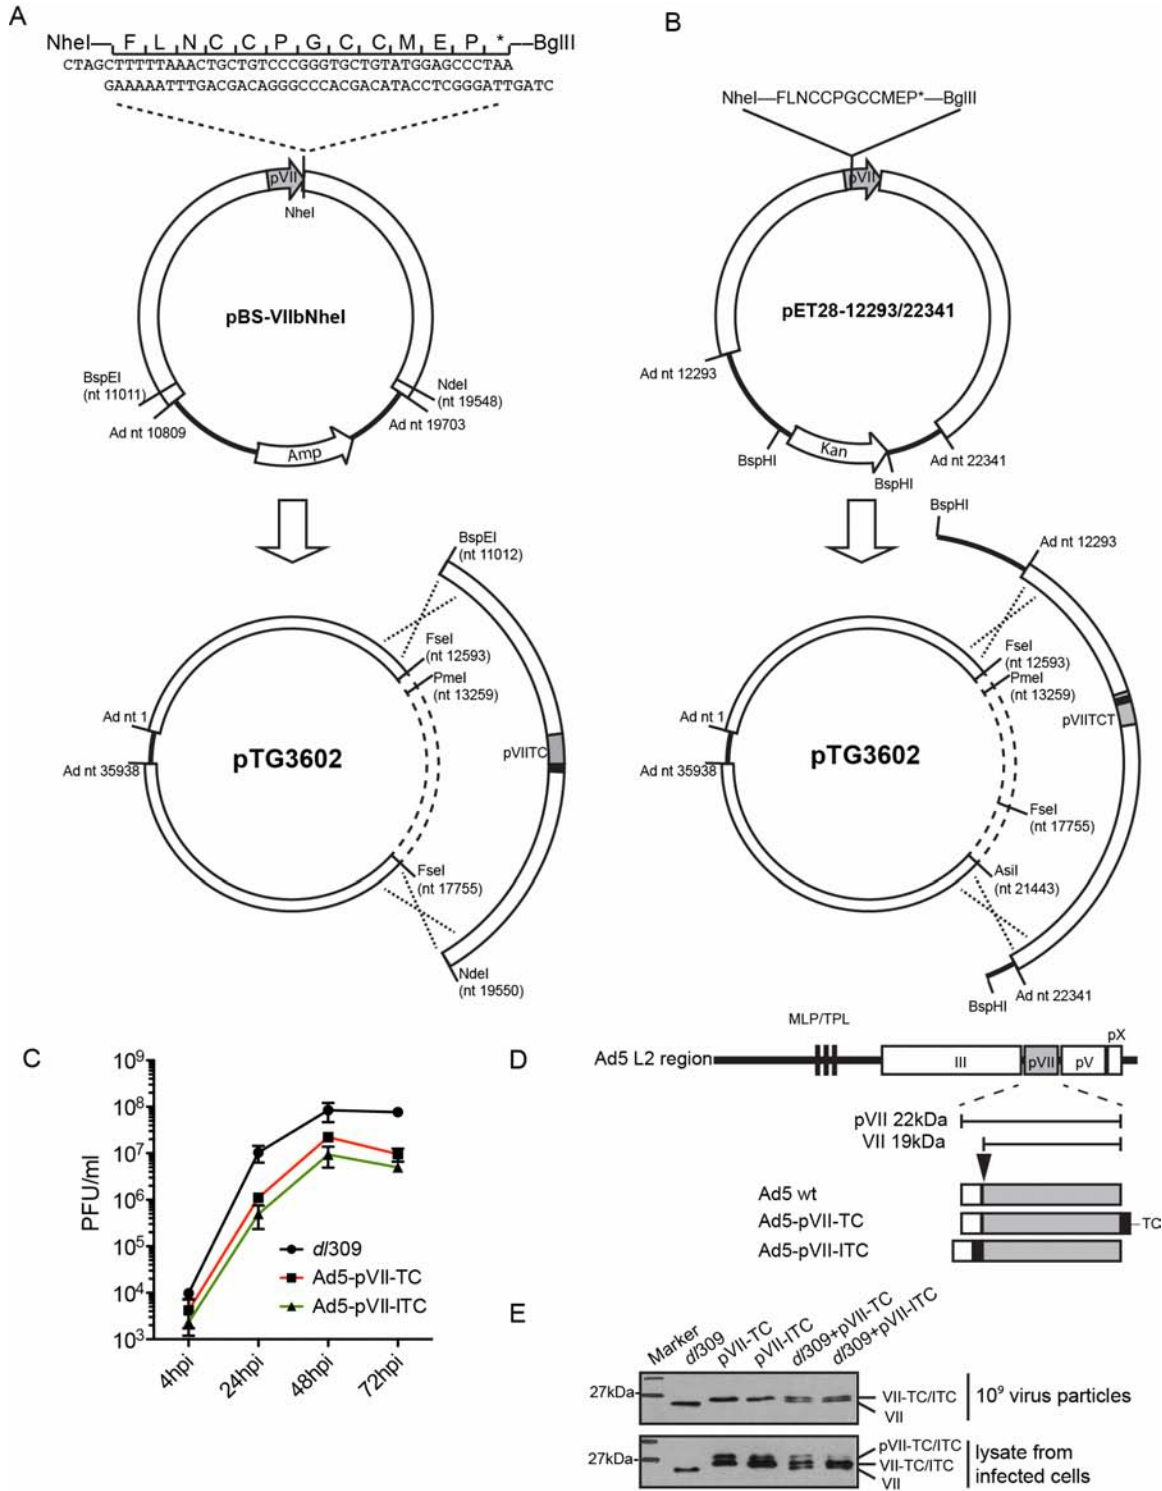 A
NheI—F L N C C P G C C M E P *—BglII
CTAGCTTTTTAAACTGCTGTCCCGGGTGCTGTATGGAGCCCTAA
GAAAAATTTGACGACAGGGCCCACGACATACCTCGGGATTGATC
pVII
NheI
pBS-VIIbNheI
BspEI
(nt 11011)
Ad nt 10809
NdeI
(nt 19548)
Ad nt 19703
Amp
BspEI
(nt 11012)
FseI
(nt 12593)
PmeI
(nt 13259)
Ad nt 1
Ad nt 35938
pTG3602
pVIITC
FseI
(nt 17755)
NdeI
(nt 19550)
B
NheI—FLNCCPGCCMEP*—BglII
pVII
pET28-12293/22341
Ad nt 12293
BspHI
Kan
BspHI
Ad nt 22341
BspHI
Ad nt 12293
FseI
(nt 12593)
PmeI
(nt 13259)
Ad nt 1
Ad nt 35938
pTG3602
pVIITCT
FseI
(nt 17755)
AsiI
(nt 21443)
BspHI
Ad nt 22341
C
PFU/ml
10⁹
10⁸
10⁷
10⁶
10⁵
10⁴
10³
4hpi
24hpi
48hpi
72hpi
dl309
Ad5-pVII-TC
Ad5-pVII-ITC
D
MLP/TPL
Ad5 L2 region
III
pVII
pV
pX
pVII 22kDa
VII 19kDa
Ad5 wt
Ad5-pVII-TC
TC
Ad5-pVII-ITC
E
Marker
dl309
pVII-TC
pVII-ITC
dl309+pVII-TC
dl309+pVII-ITC
27kDa-
VII-TC/ITC
VII
10⁹ virus particles
27kDa-
pVII-TC/ITC
VII-TC/ITC
VII
lysate from
infected cells